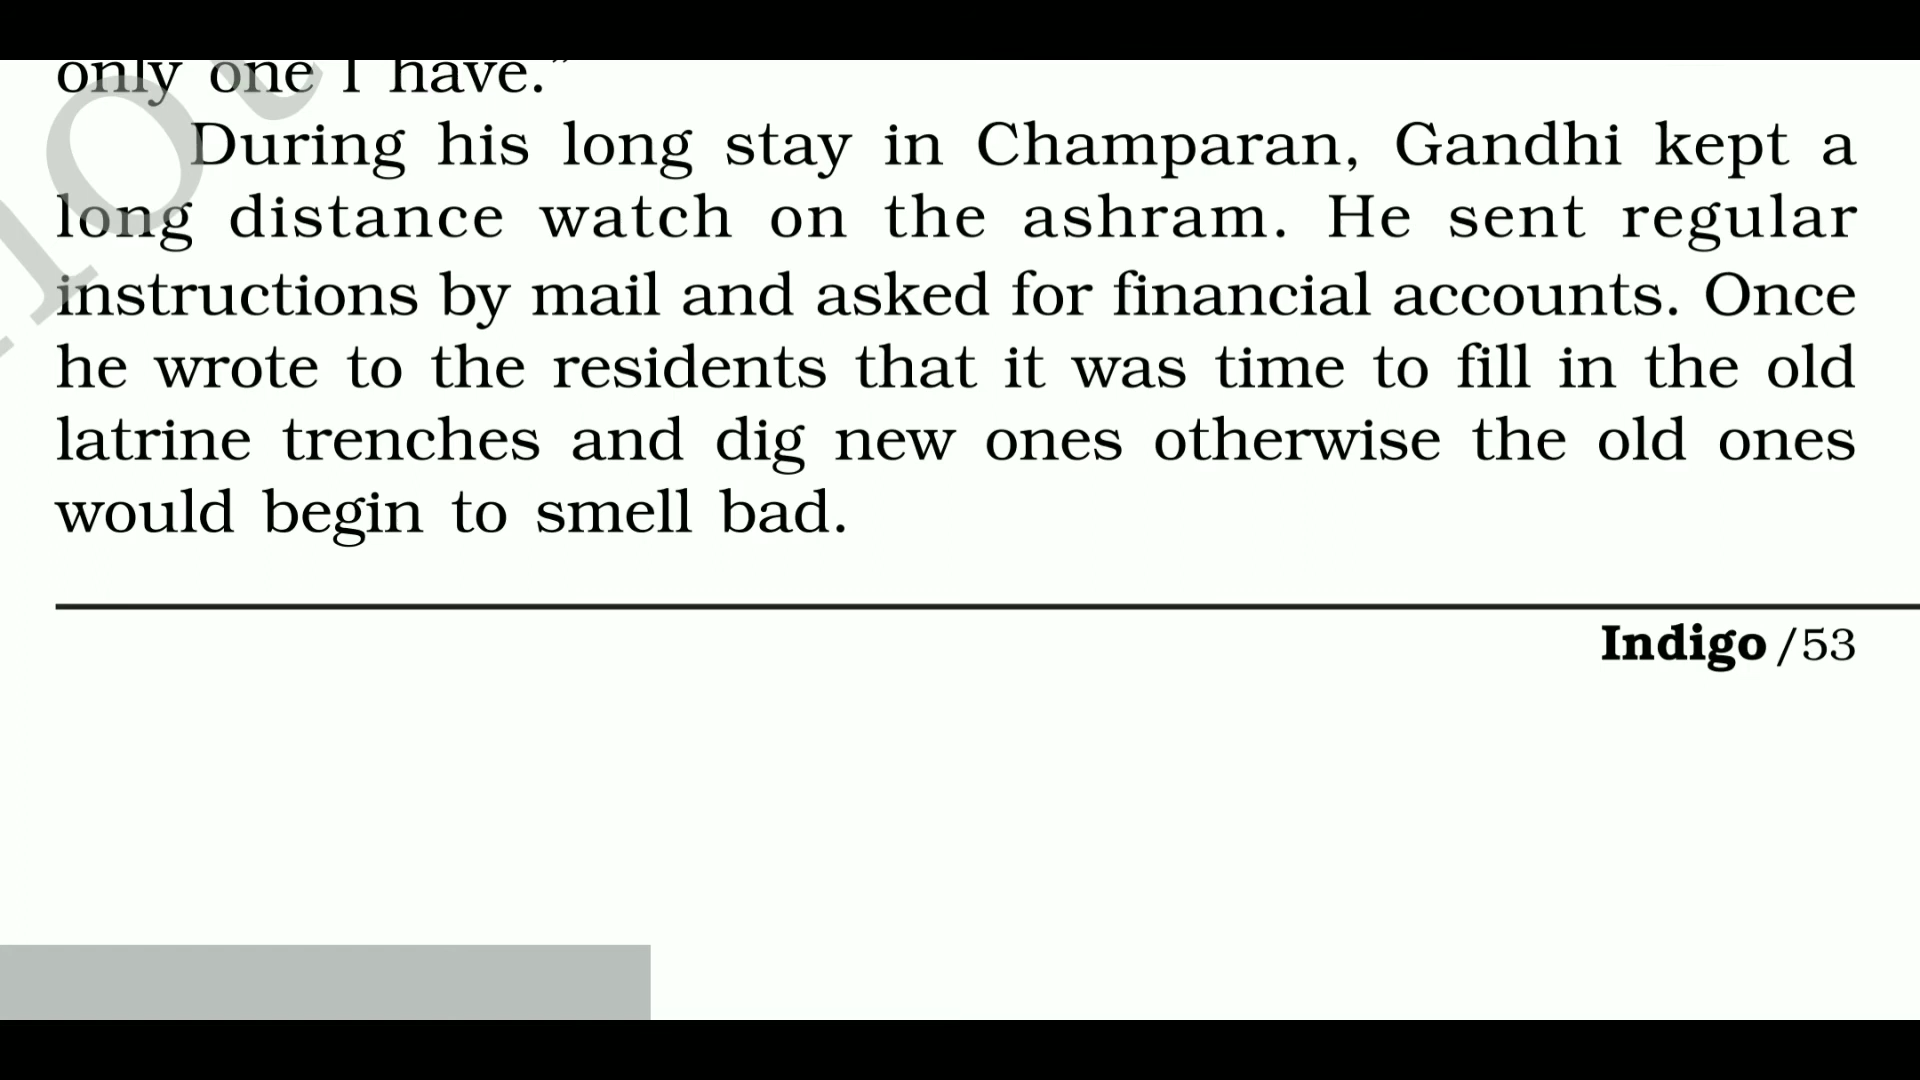 only one I have.”
During his long stay in Champaran, Gandhi kept a
long distance watch on the ashram. He sent regular
instructions by mail and asked for financial accounts. Once
he wrote to the residents that it was time to fill in the old
latrine trenches and dig new ones otherwise the old ones
would begin to smell bad.
Indigo /53